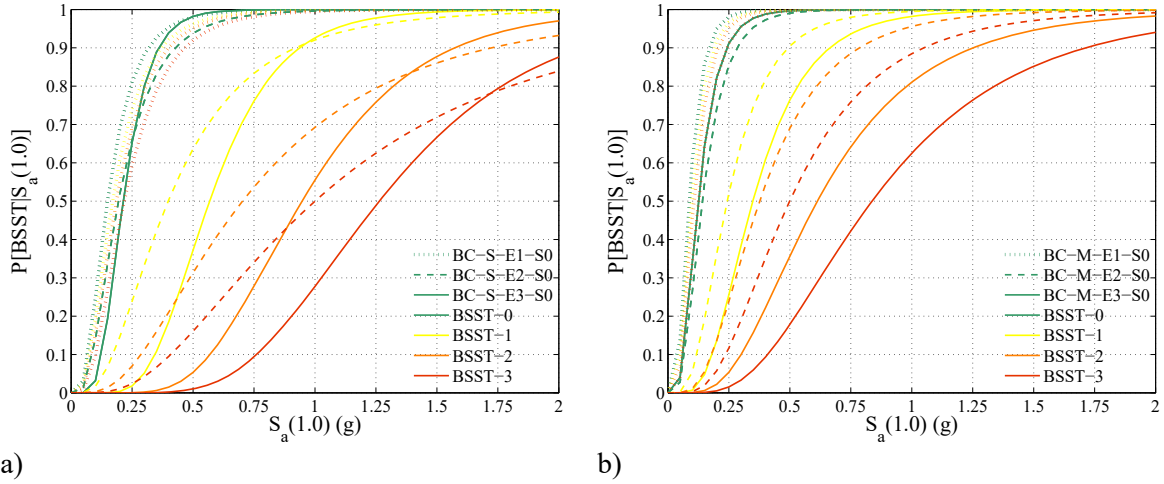 1
0.9
0.8
0.7
0.6
0.5
0.4
0.3
0.2
0.1
0
P[BSST|Sa(1.0)]
BC−S−E1−S0
BC−S−E2−S0
BC−S−E3−S0
BSST−0
BSST−1
BSST−2
BSST−3
0 0.25 0.5 0.75 1 1.25 1.5 1.75 2
Sa(1.0) (g)
a)
1
0.9
0.8
0.7
0.6
0.5
0.4
0.3
0.2
0.1
0
P[BSST|Sa(1.0)]
BC−M−E1−S0
BC−M−E2−S0
BC−M−E3−S0
BSST−0
BSST−1
BSST−2
BSST−3
0 0.25 0.5 0.75 1 1.25 1.5 1.75 2
Sa(1.0) (g)
b)